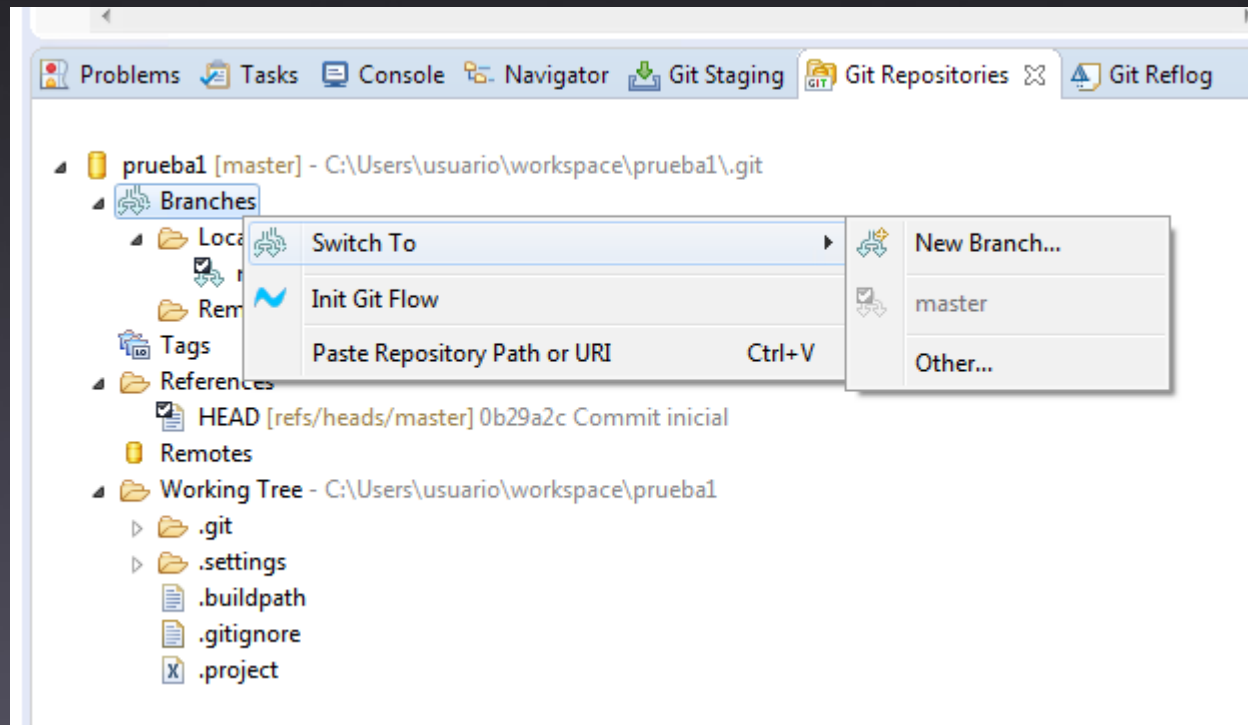 Problems Tasks Console Navigator Git Staging Git Repositories Git Reflog
prueba1 [master] - C:\Users\usuario\workspace\prueba1\.git
Branches
Loca
Switch To
New Branch...
Init Git Flow
master
Rem
Tags
Paste Repository Path or URI Ctrl+V
Other...
References
HEAD [refs/heads/master] 0b29a2c Commit inicial
Remotes
Working Tree - C:\Users\usuario\workspace\prueba1
.git
.settings
.buildpath
.gitignore
.project